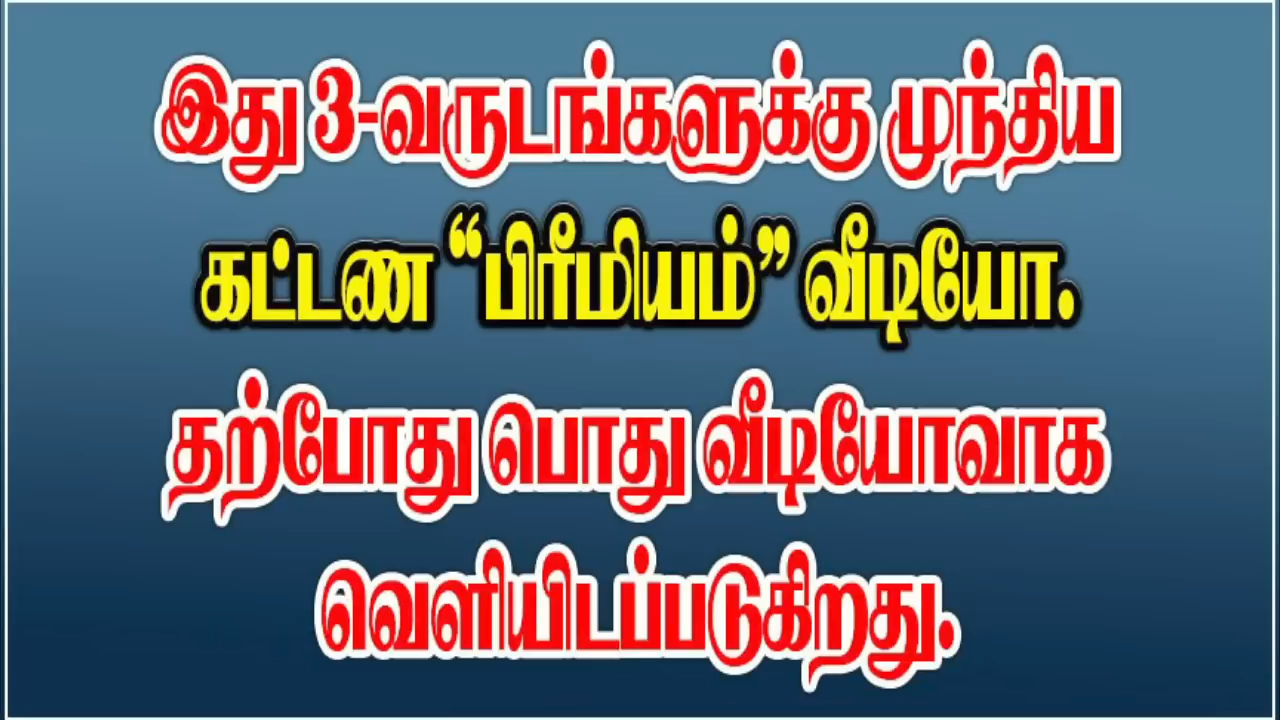 இது 3-வருடங்களுக்கு முந்திய
கட்டண “பிரீமியம்” வீடியோ.
தற்போது பொது வீடியோவாக
வெளியிடப்படுகிறது.